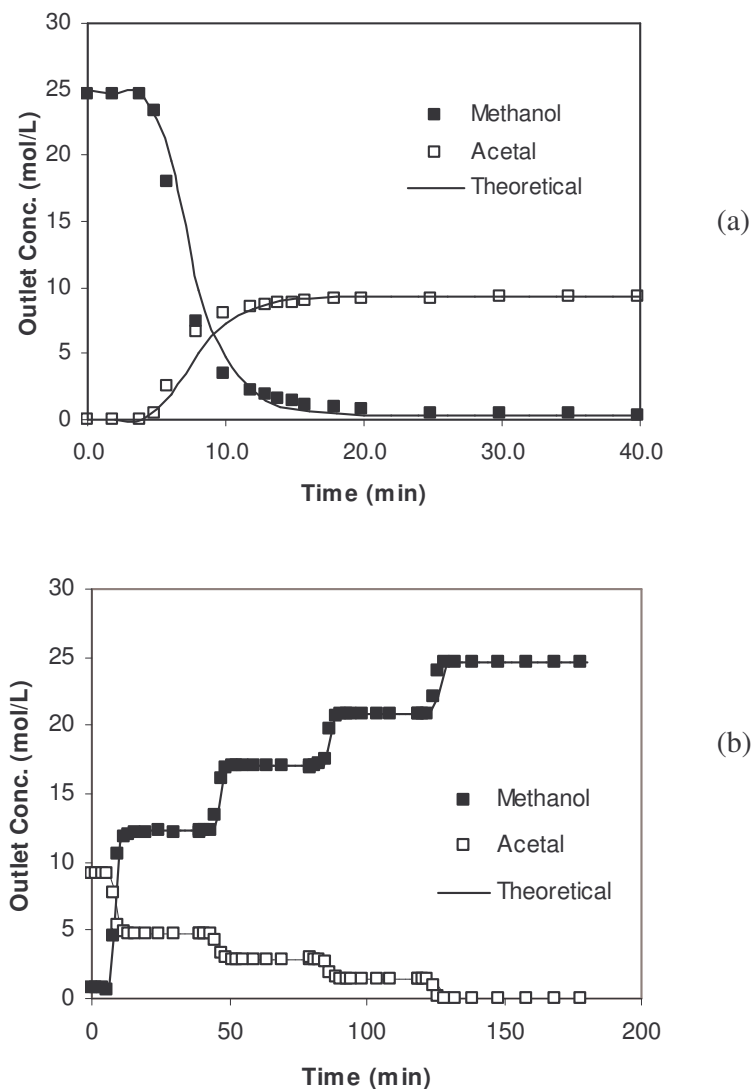 30
25
20
15
10
5
0
Outlet Conc. (mol/L)
Methanol
Acetal
Theoretical
0.0 10.0 20.0 30.0 40.0
Time (min)
(a)
30
25
20
15
10
5
0
Outlet Conc. (mol/L)
Methanol
Acetal
Theoretical
0 50 100 150 200
Time (min)
(b)